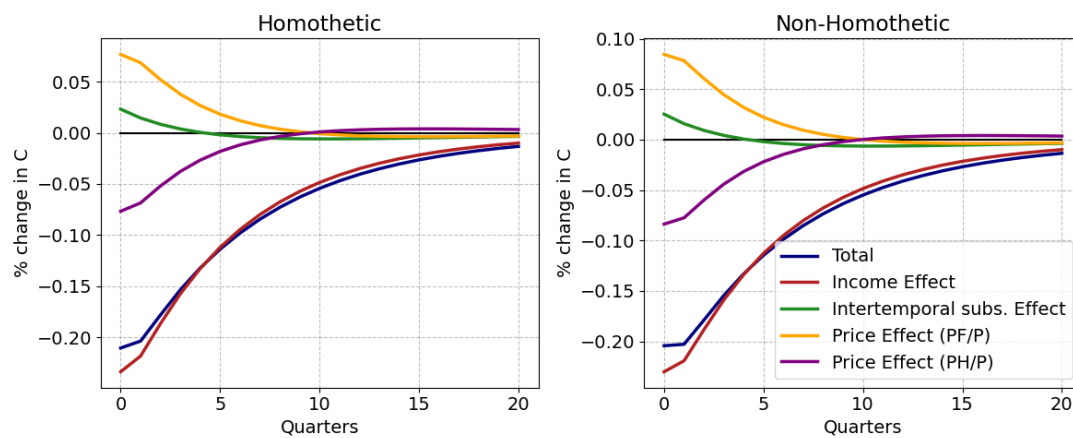 Homothetic
% change in C
0.05
0.00
−0.05
−0.10
−0.15
−0.20
0 5 10 15 20
Quarters
Non-Homothetic
% change in C
0.10
0.05
0.00
−0.05
−0.10
−0.15
−0.20
Total
Income Effect
Intertemporal subs. Effect
Price Effect (PF/P)
Price Effect (PH/P)
0 5 10 15 20
Quarters